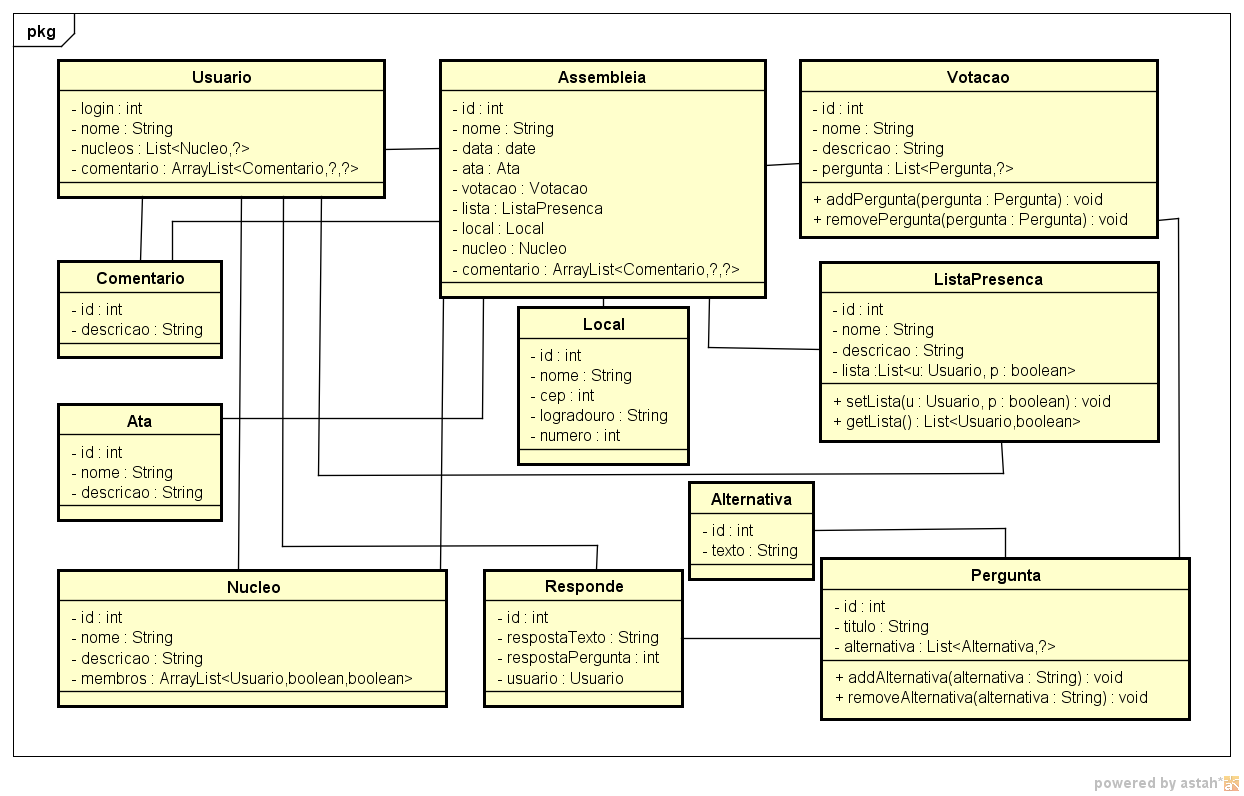 pkg
Usuario
- login : int
- nome : String
- nucleos : List<Nucleo,?>
- comentario : ArrayList<Comentario,?,?>
Assembleia
- id : int
- nome : String
- data : date
- ata : Ata
- votacao : Votacao
- lista : ListaPresenca
- local : Local
- nucleo : Nucleo
- comentario : ArrayList<Comentario,?,?>
Votacao
- id : int
- nome : String
- descricao : String
- pergunta : List<Pergunta,?>
+ addPergunta(pergunta : Pergunta) : void
+ removePergunta(pergunta : Pergunta) : void
Comentario
- id : int
- descricao : String
ListaPresenca
- id : int
- nome : String
- descricao : String
- lista :List<u: Usuario, p : boolean>
+ setLista(u : Usuario, p : boolean) : void
+ getLista() : List<Usuario,boolean>
Local
- id : int
- nome : String
- cep : int
- logradouro : String
- numero : int
Ata
- id : int
- nome : String
- descricao : String
Alternativa
- id : int
- texto : String
Nucleo
- id : int
- nome : String
- descricao : String
- membros : ArrayList<Usuario,boolean,boolean>
Responde
- id : int
- respostaTexto : String
- respostaPergunta : int
- usuario : Usuario
Pergunta
- id : int
- titulo : String
- alternativa : List<Alternativa,?>
+ addAlternativa(alternativa : String) : void
+ removeAlternativa(alternativa : String) : void
powered by astah*